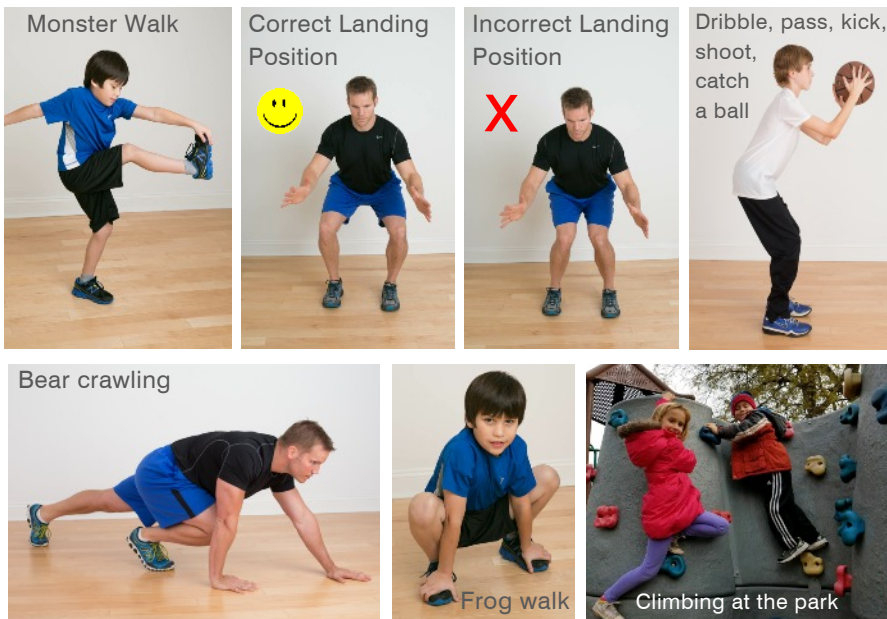 Monster Walk
Correct Landing
Position
Incorrect Landing
Position
X
Dribble, pass, kick,
shoot,
catch
a ball
Bear crawling
Frog walk
Climbing at the park